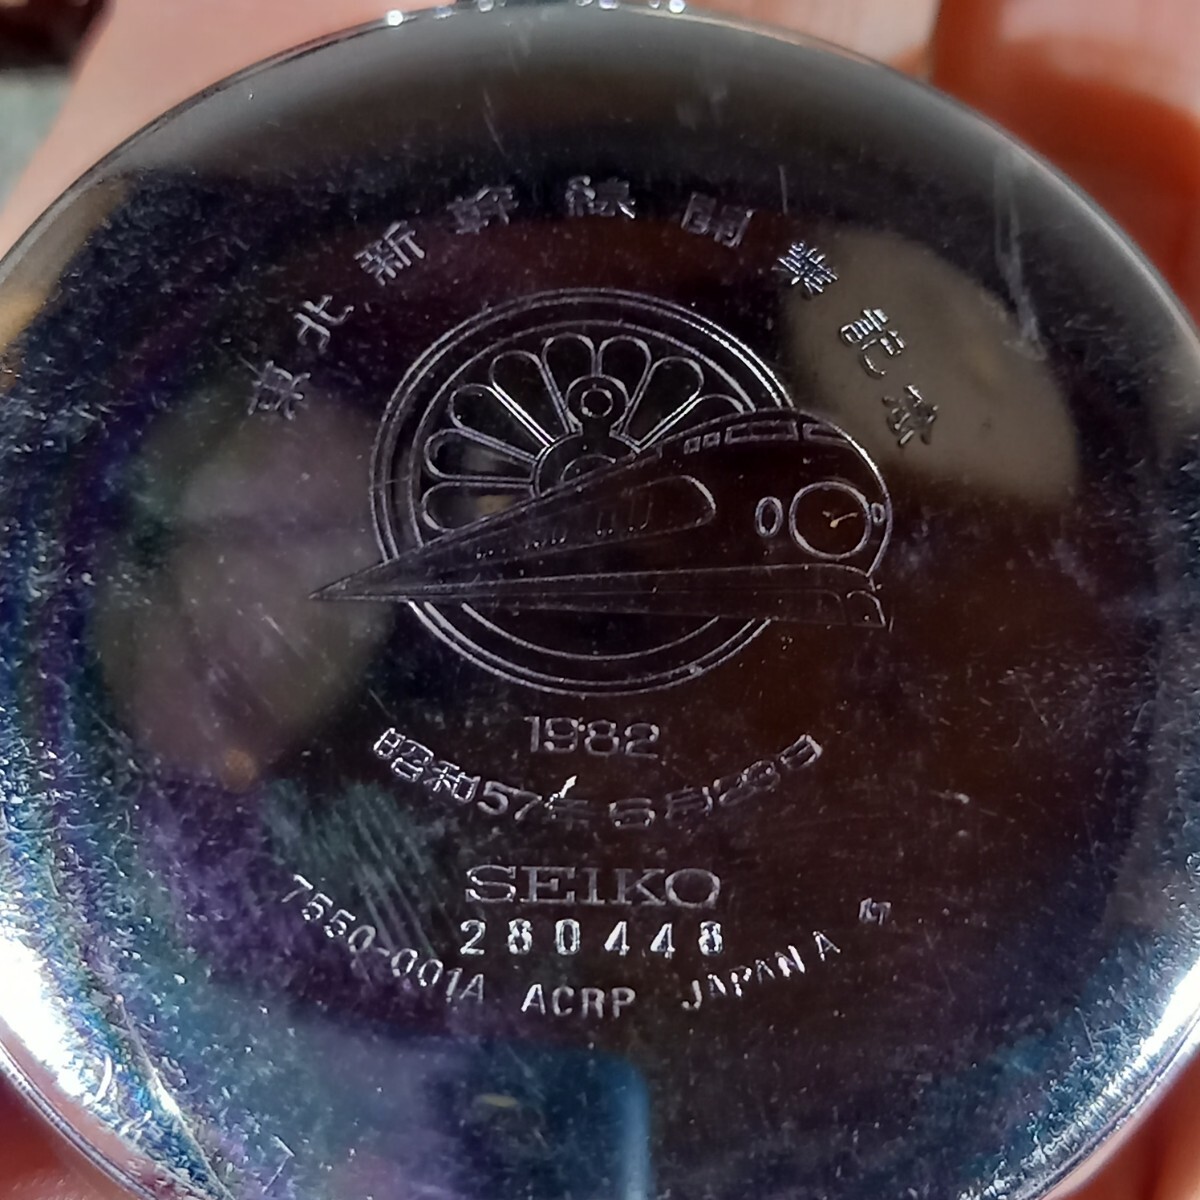 東北新幹線開業記念
1982
昭和57年6月23日
SEIKO
280448
7550-001A ACRP JAPAN A